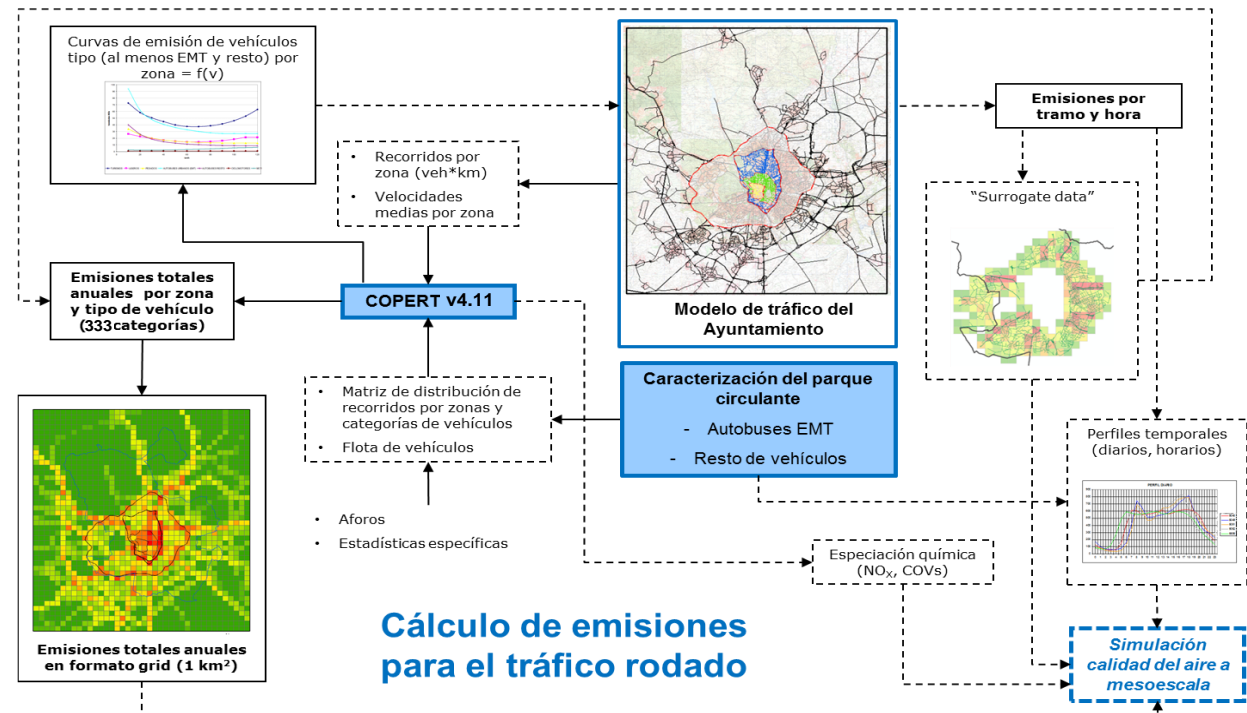 Curvas de emisión de vehículos
tipo (al menos EMT y resto) por
zona = f(v)
• Recorridos por
zona (veh*km)
• Velocidades
medias por zona
Modelo de tráfico del
Ayuntamiento
Emisiones por
tramo y hora
“Surrogate data”
Emisiones totales
anuales por zona
y tipo de vehículo
(333categorías)
COPERT v4.11
• Matriz de distribución de
recorridos por zonas y
categorías de vehículos
• Flota de vehículos
Caracterización del parque
circulante
- Autobuses EMT
- Resto de vehículos
Perfiles temporales
(diarios, horarios)
• Aforos
• Estadísticas específicas
Especiación química
(NOX, COVs)
Emisiones totales anuales
en formato grid (1 km²)
Cálculo de emisiones
para el tráfico rodado
Simulación
calidad del aire a
mesoescala